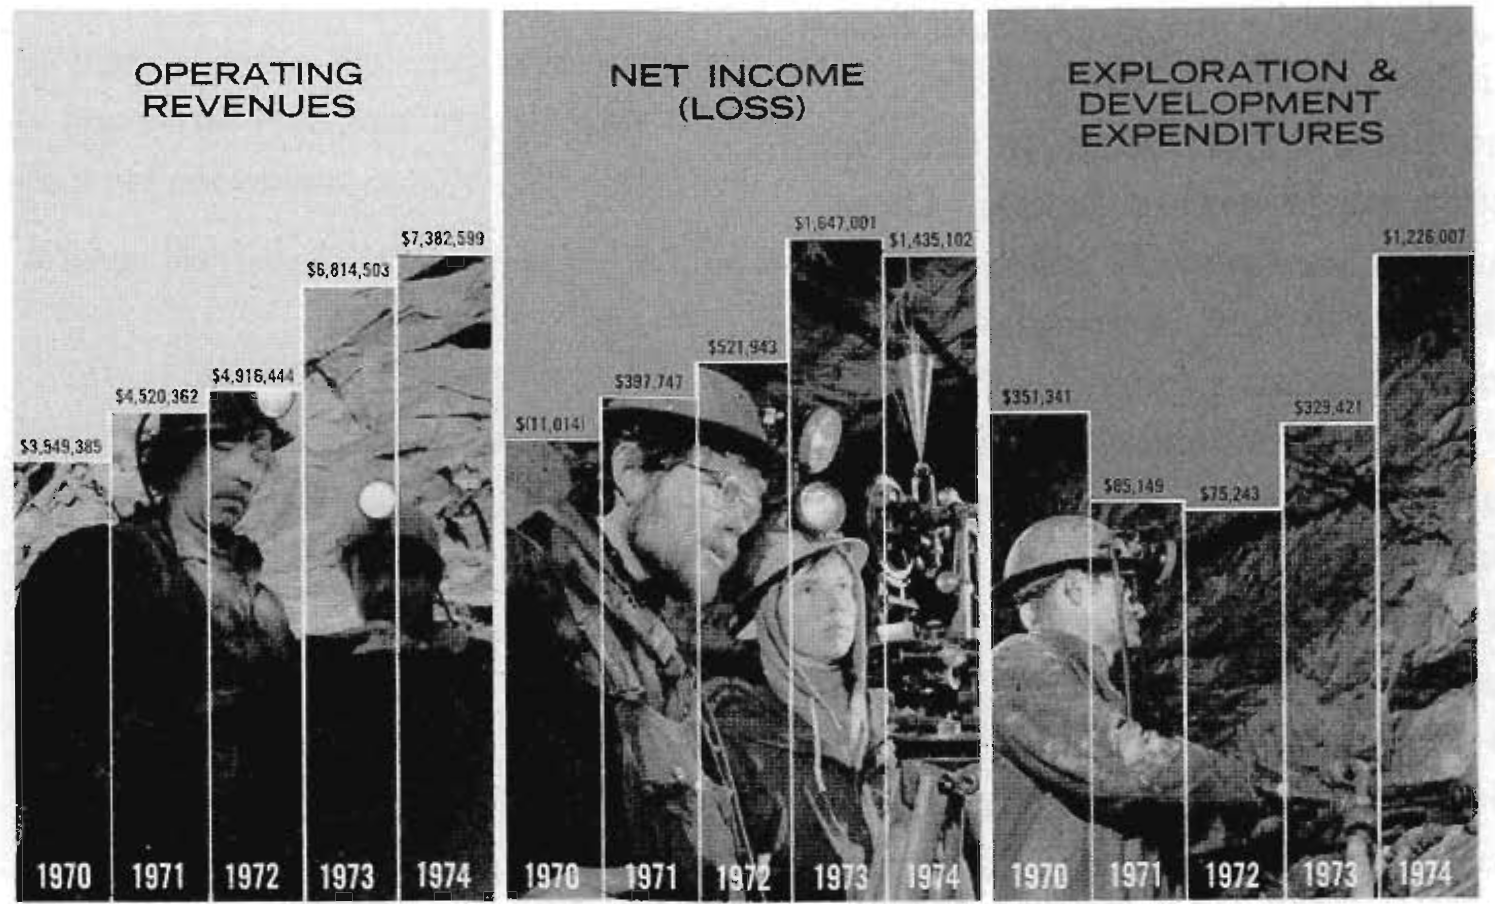 OPERATING
REVENUES
$3,549,385
$4,520,362
$4,916,444
$6,814,503
$7,382,599
1970 1971 1972 1973 1974
NET INCOME
(LOSS)
$(11,014)
$397,747
$521,943
$1,647,001
$1,435,102
1970 1971 1972 1973 1974
EXPLORATION &
DEVELOPMENT
EXPENDITURES
$351,341
$85,149
$75,243
$329,421
$1,226,007
1970 1971 1972 1973 1974